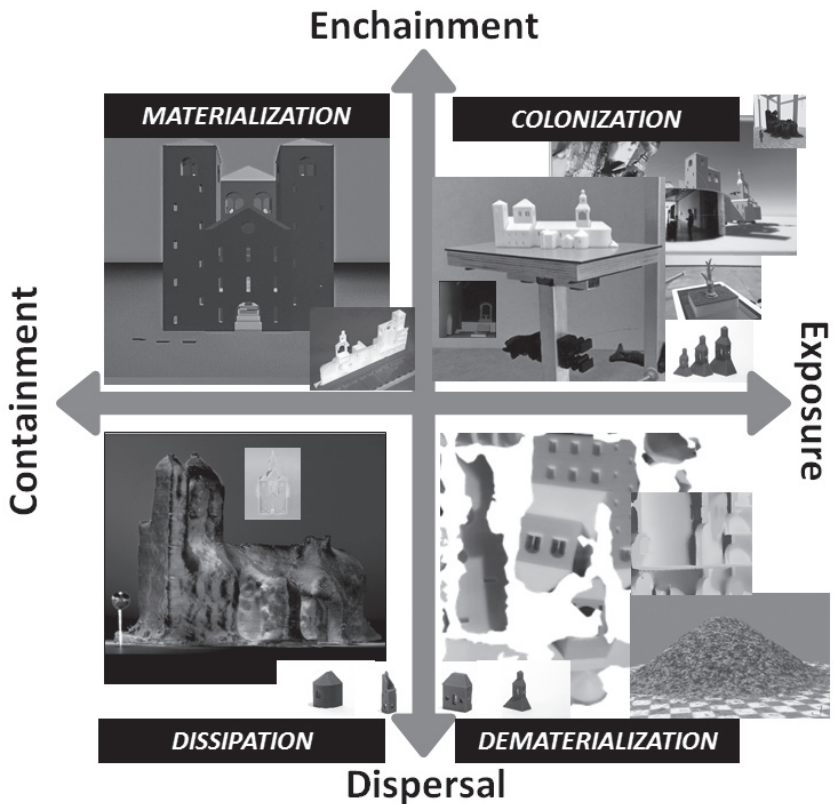 Enchainment
MATERIALIZATION
COLONIZATION
Containment
Exposure
DISSIPATION
DEMATERIALIZATION
Dispersal